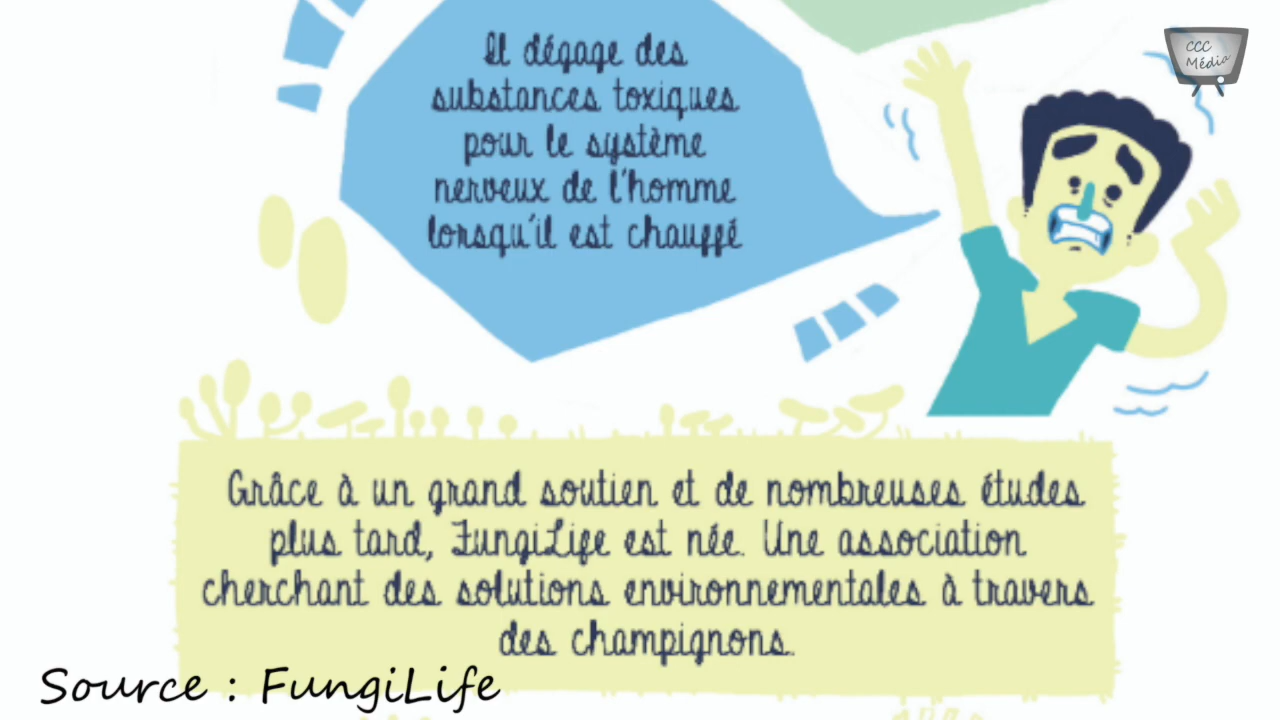 Il dégage des
substances toxiques
pour le système
nerveux de l'homme
lorsqu'il est chauffé
CCC
Média
Grâce à un grand soutien et de nombreuses études
plus tard, FungiLife est née. Une association
cherchant des solutions environnementales à travers
des champignons.
Source : FungiLife